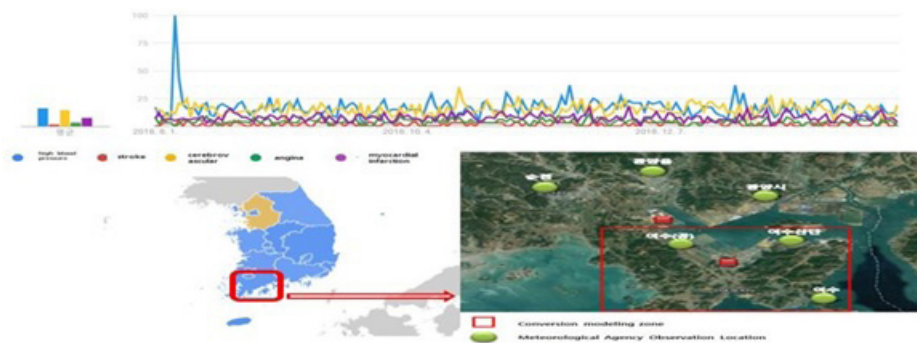 100
75
50
25
평균
2018. 8. 1.
2018. 10. 4.
2018. 12. 7.
high blood
pressure
stroke
cerebrov
ascular
angina
myocardial
infarction
순천
광양읍
광양시
여수(공)
여수산단
여수
Conversion modeling zone
Meteorological Agency Observation Location